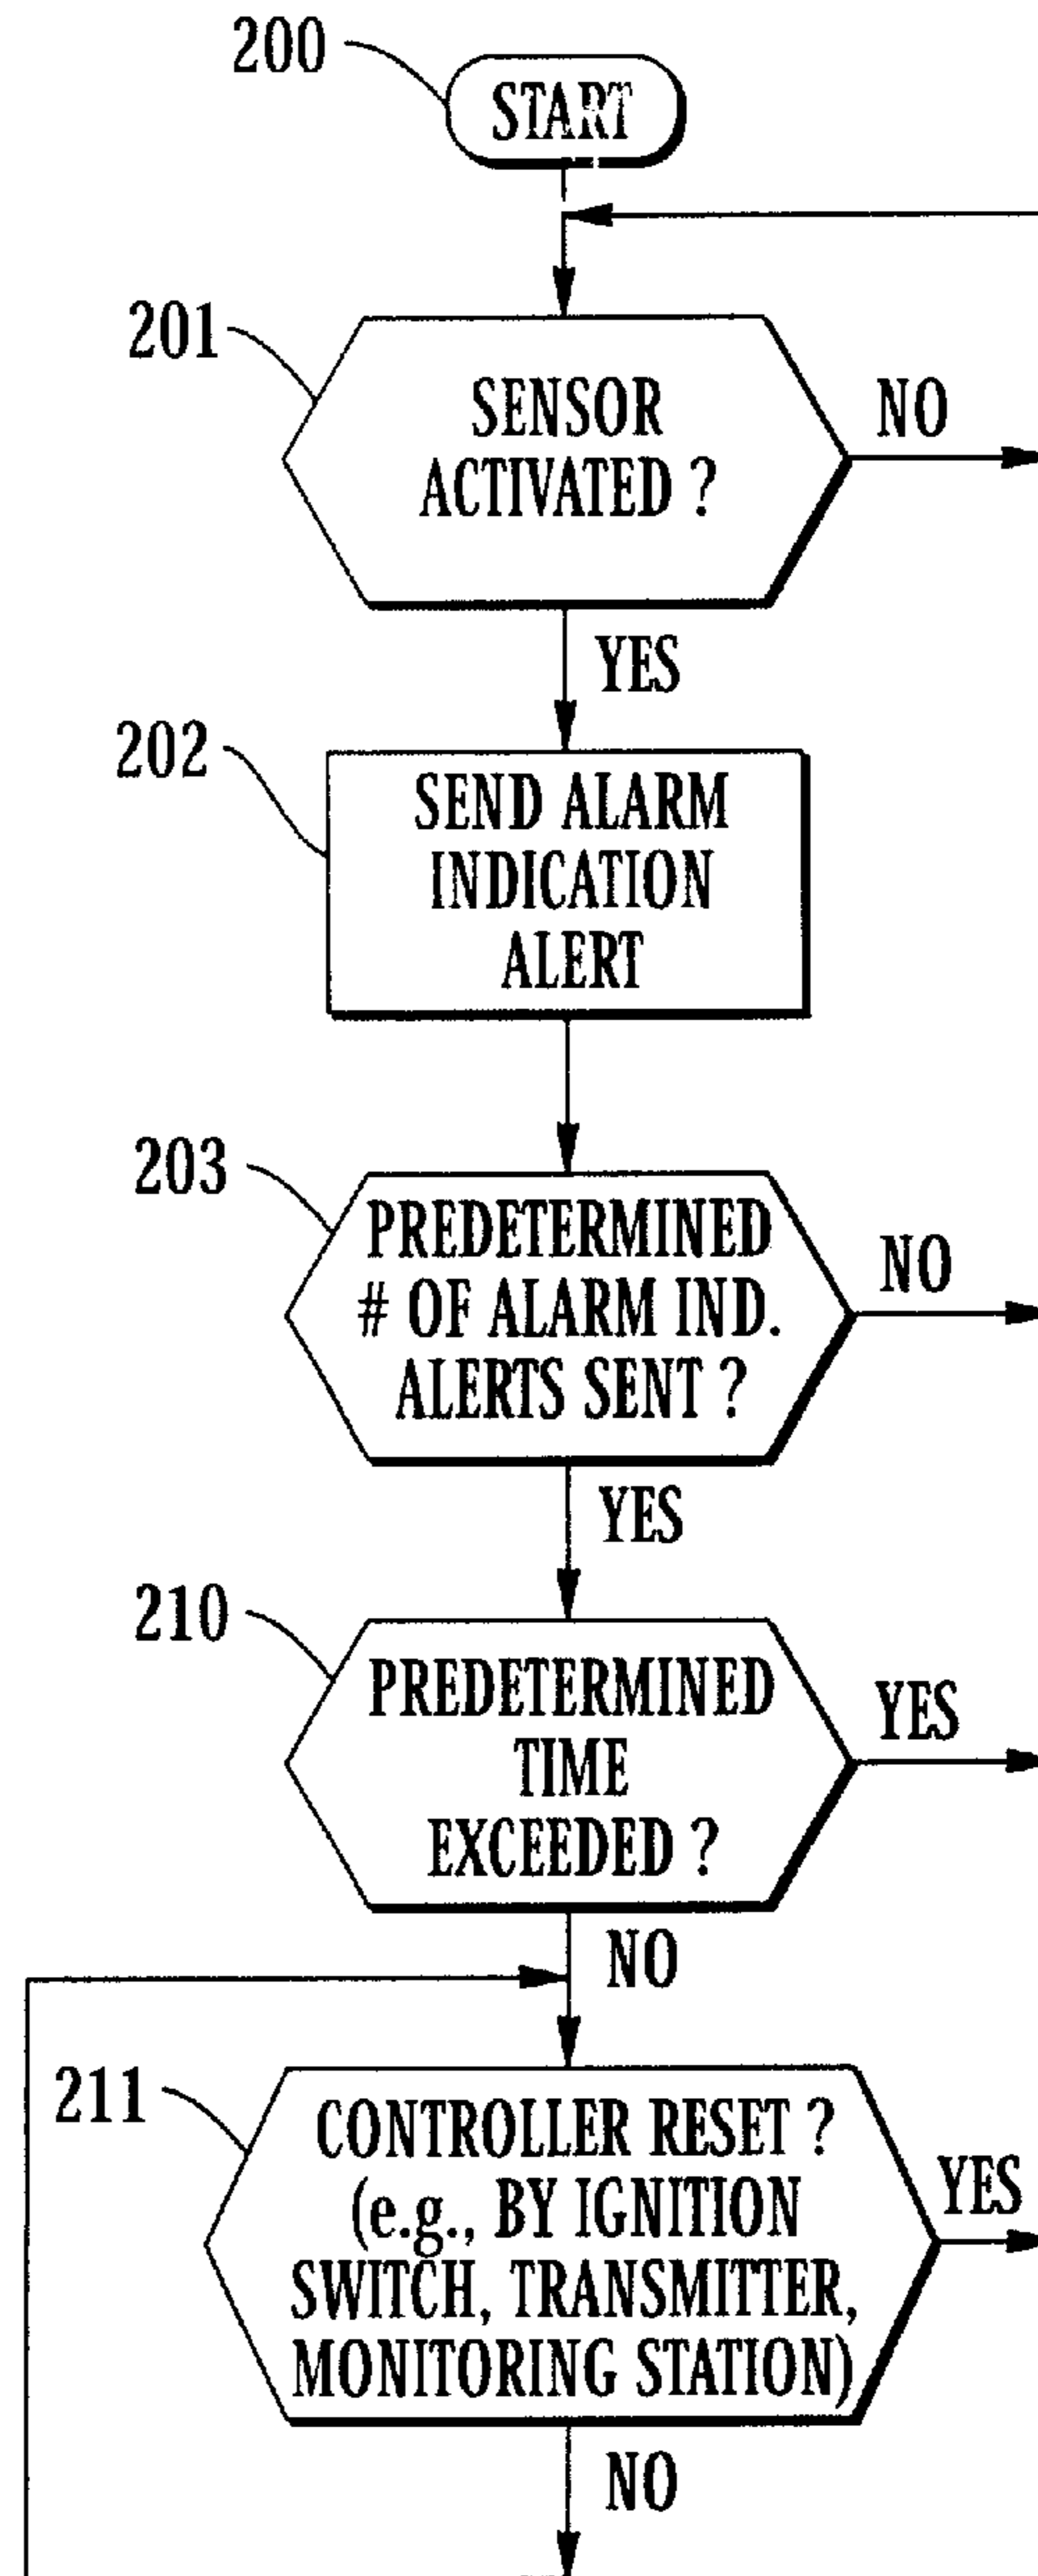 200
START
201
SENSOR
ACTIVATED ?
NO
YES
202
SEND ALARM
INDICATION
ALERT
203
PREDETERMINED
# OF ALARM IND.
ALERTS SENT ?
NO
YES
210
PREDETERMINED
TIME
EXCEEDED ?
YES
NO
211
CONTROLLER RESET ?
(e.g., BY IGNITION
SWITCH, TRANSMITTER,
MONITORING STATION)
YES
NO